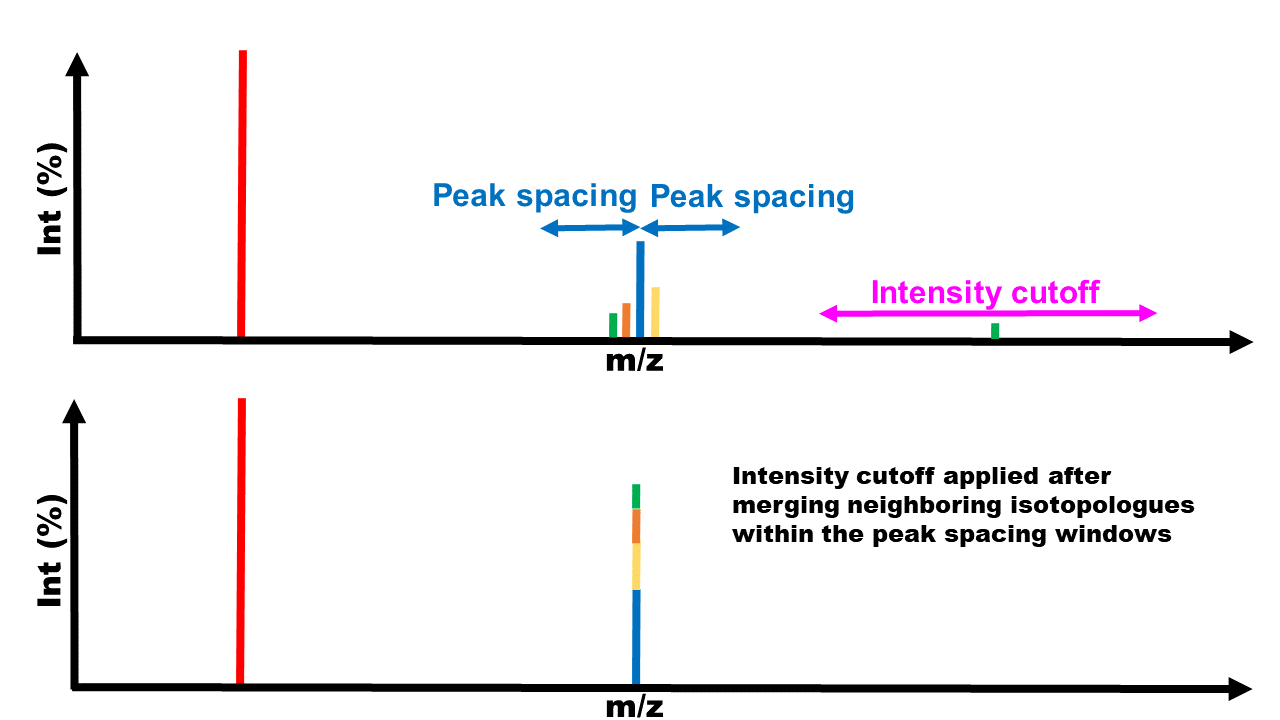 Int (%)
Peak spacing
Peak spacing
Intensity cutoff
m/z
Int (%)
Intensity cutoff applied after
merging neighboring isotopologues
within the peak spacing windows
m/z